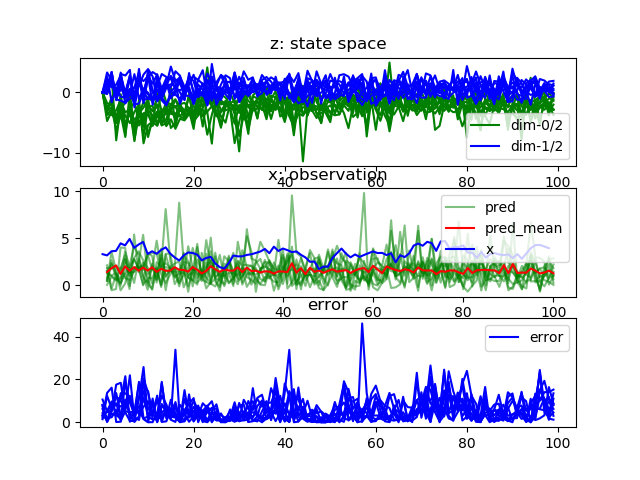 z: state space
0
−10
dim-0/2
dim-1/2
0 20 40 60 80 100
x: observation
10
5
0
pred
pred_mean
x
0 20 40 60 80 100
error
40
20
0
error
0 20 40 60 80 100